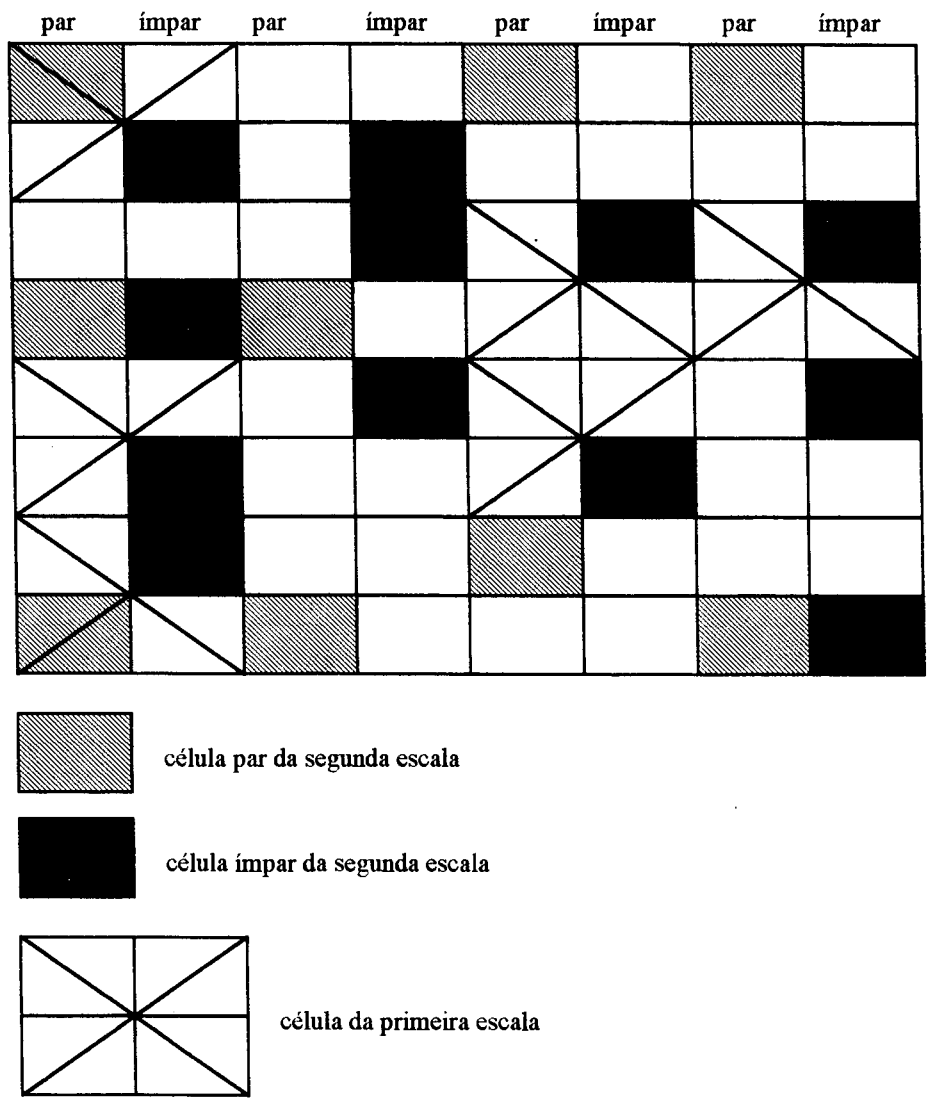 par ímpar par ímpar par ímpar par ímpar
célula par da segunda escala
célula ímpar da segunda escala
célula da primeira escala